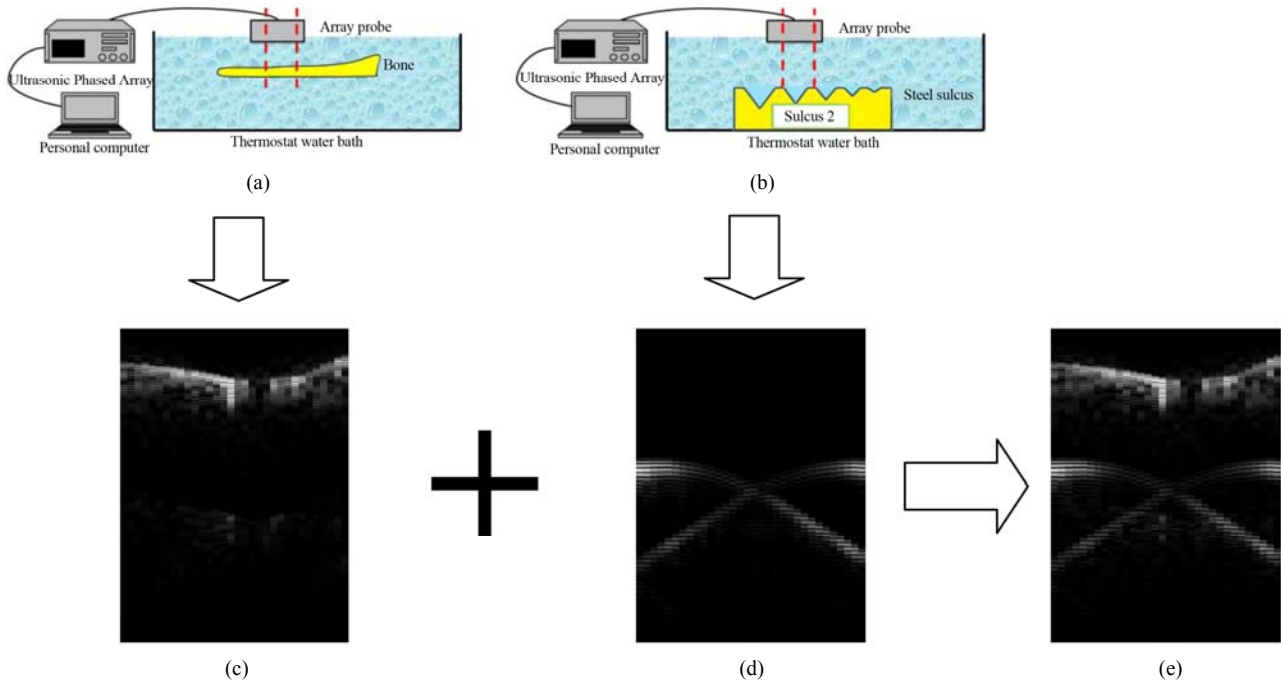 Array probe
Bone
Ultrasonic Phased Array
Personal computer
Thermostat water bath
(a)
Array probe
Steel sulcus
Ultrasonic Phased Array
Sulcus 2
Personal computer
Thermostat water bath
(b)
(c)
(d)
(e)